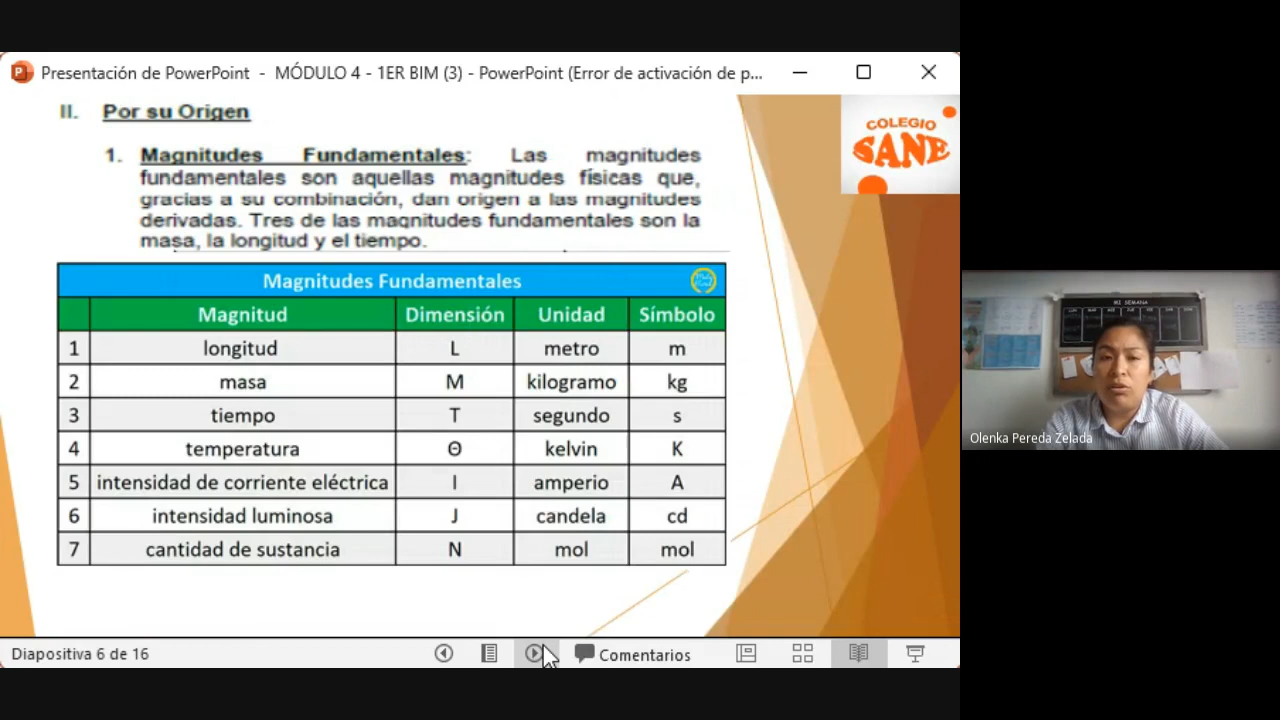 Presentación de PowerPoint - MÓDULO 4 - 1ER BIM (3) - PowerPoint (Error de activación de p...
II. Por su Origen
COLEGIO
SANE
1. Magnitudes Fundamentales: Las magnitudes
fundamentales son aquellas magnitudes físicas que,
gracias a su combinación, dan origen a las magnitudes
derivadas. Tres de las magnitudes fundamentales son la
masa, la longitud y el tiempo.
Magnitudes Fundamentales
Magnitud Dimensión Unidad Símbolo
1 longitud L metro m
2 masa M kilogramo kg
3 tiempo T segundo s
4 temperatura Θ kelvin K
5 intensidad de corriente eléctrica I amperio A
6 intensidad luminosa J candela cd
7 cantidad de sustancia N mol mol
Diapositiva 6 de 16
Comentarios
MI SEMANA
Olenka Pereda Zelada